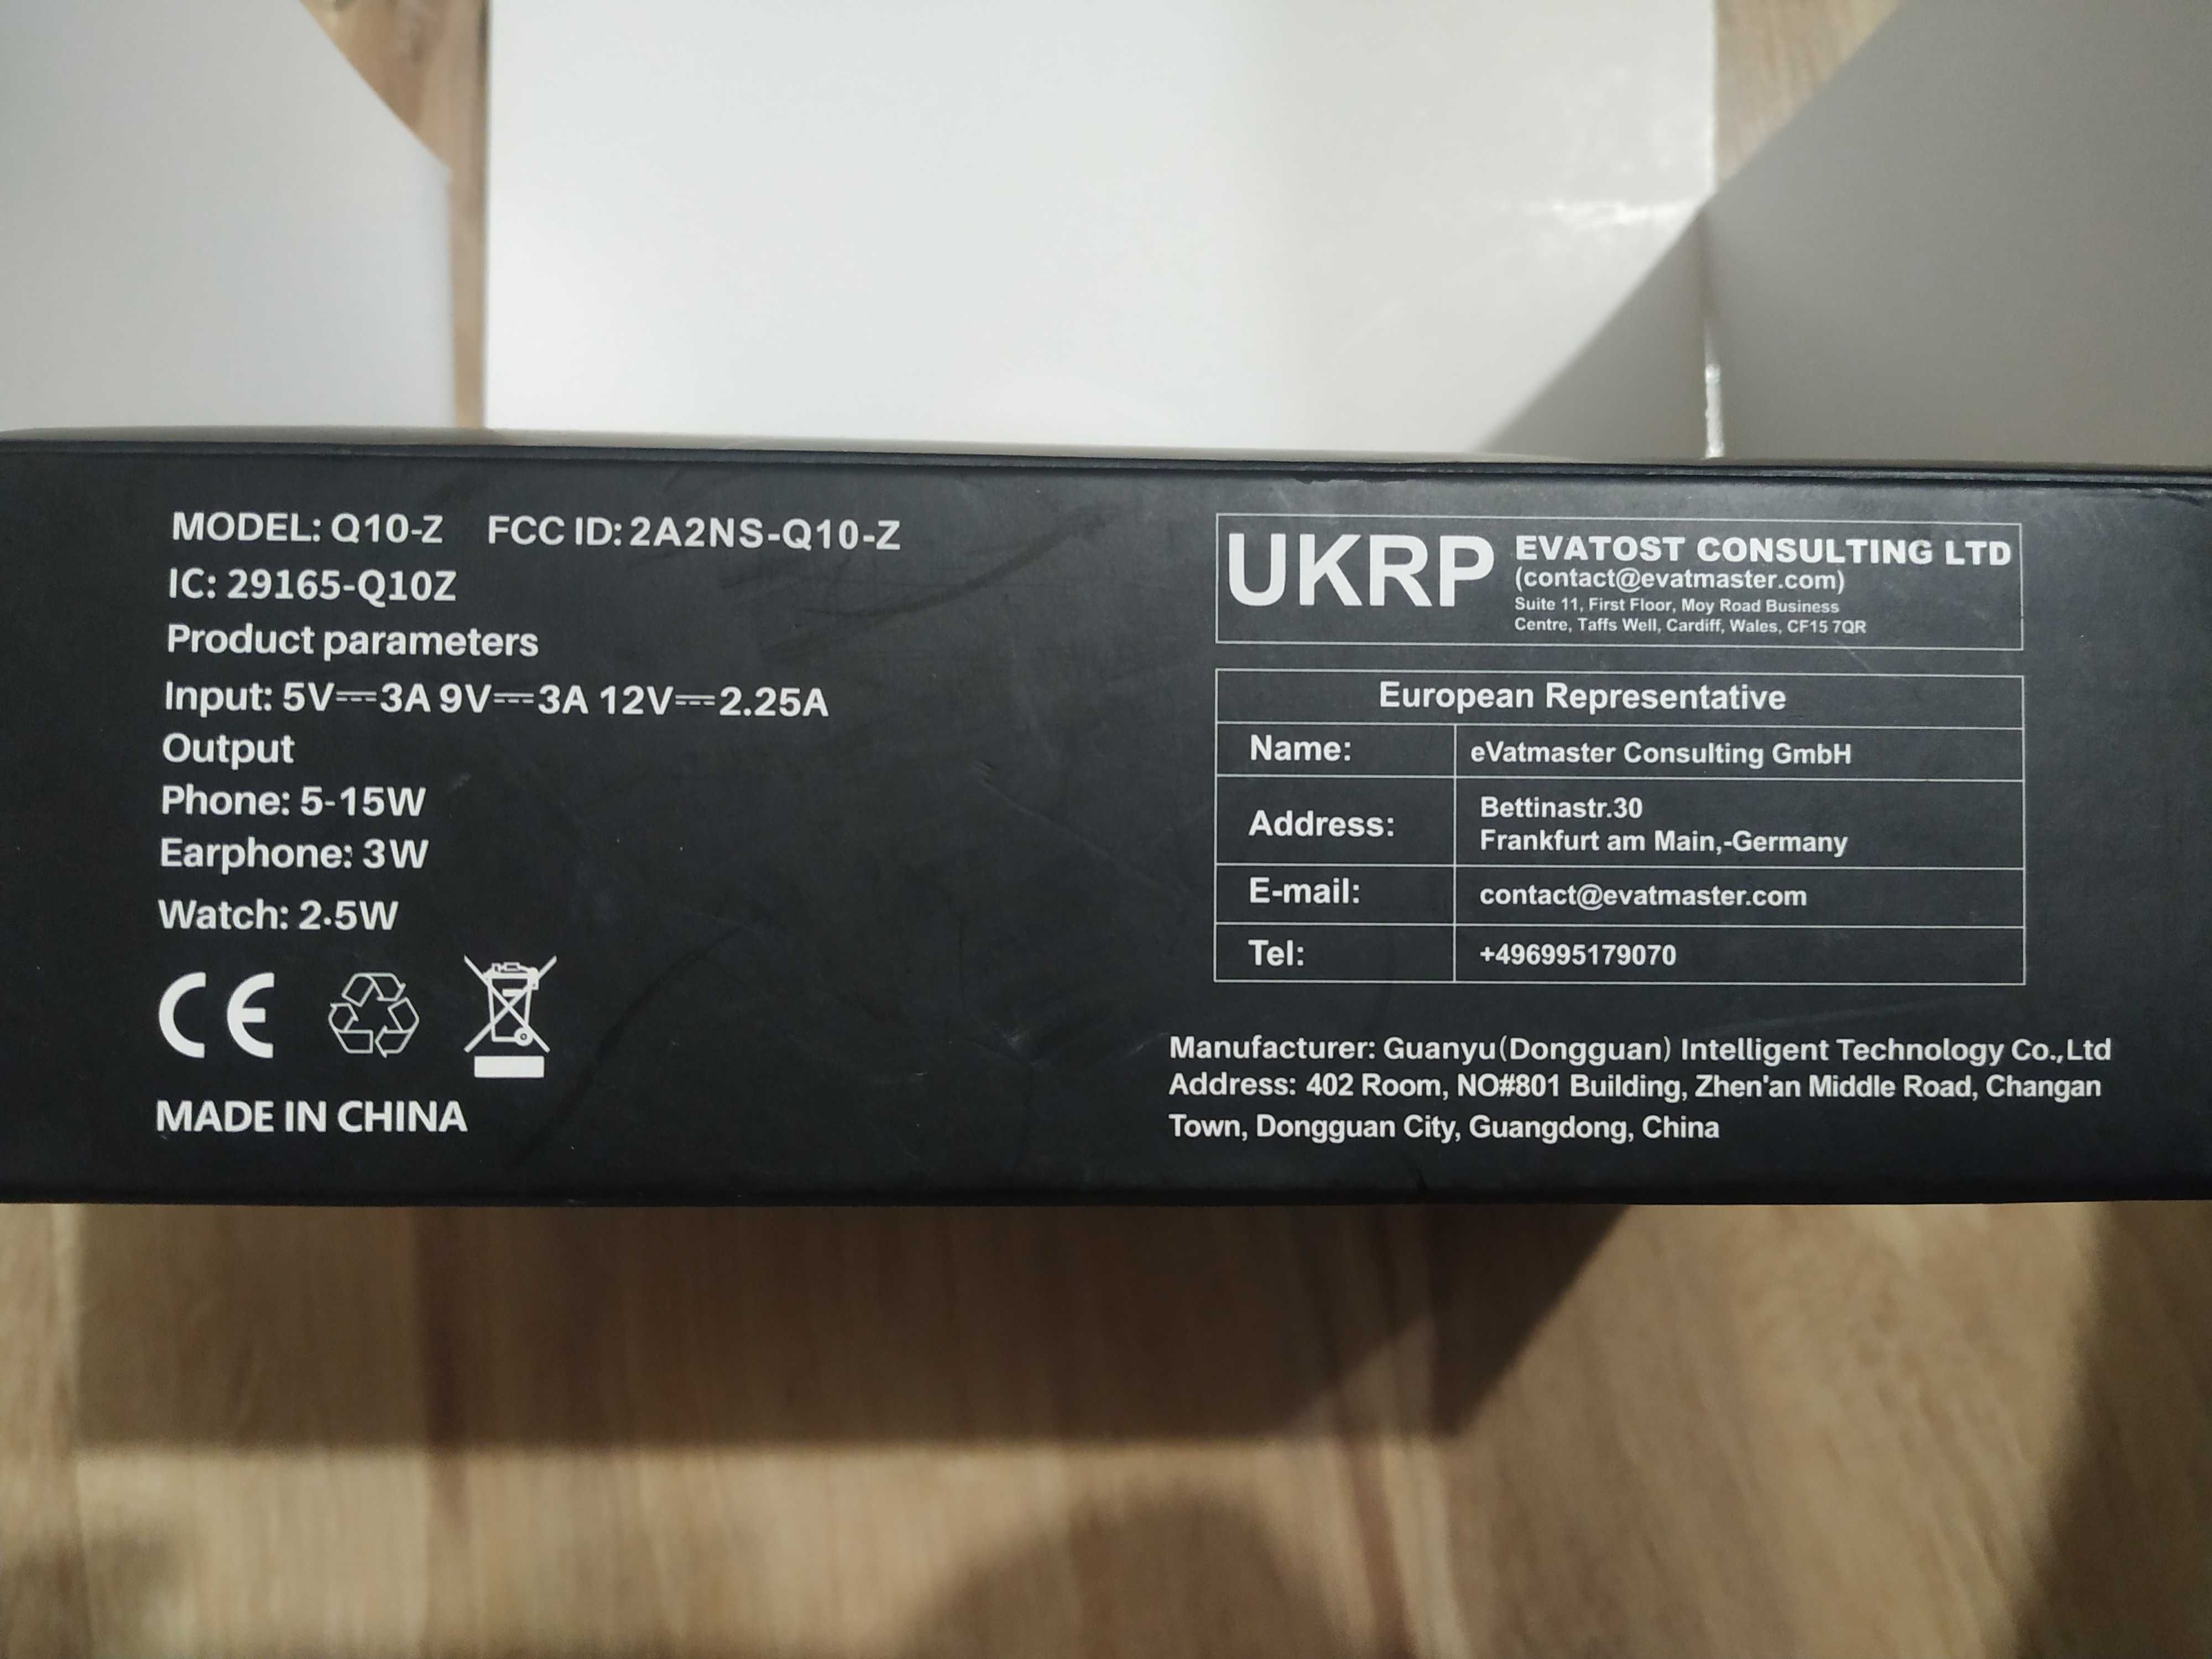 MODEL: Q10-Z FCC ID: 2A2NS-Q10-Z
IC: 29165-Q10Z
Product parameters
Input: 5V⎓3A 9V⎓3A 12V⎓2.25A
Output
Phone: 5-15W
Earphone: 3W
Watch: 2.5W
CE
MADE IN CHINA
UKRP
EVATOST CONSULTING LTD
(contact@evatmaster.com)
Suite 11, First Floor, Moy Road Business
Centre, Taffs Well, Cardiff, Wales, CF15 7QR
European Representative
Name: eVatmaster Consulting GmbH
Address: Bettinastr.30
Frankfurt am Main,-Germany
E-mail: contact@evatmaster.com
Tel: +496995179070
Manufacturer: Guanyu(Dongguan) Intelligent Technology Co.,Ltd
Address: 402 Room, NO#801 Building, Zhen'an Middle Road, Changan
Town, Dongguan City, Guangdong, China